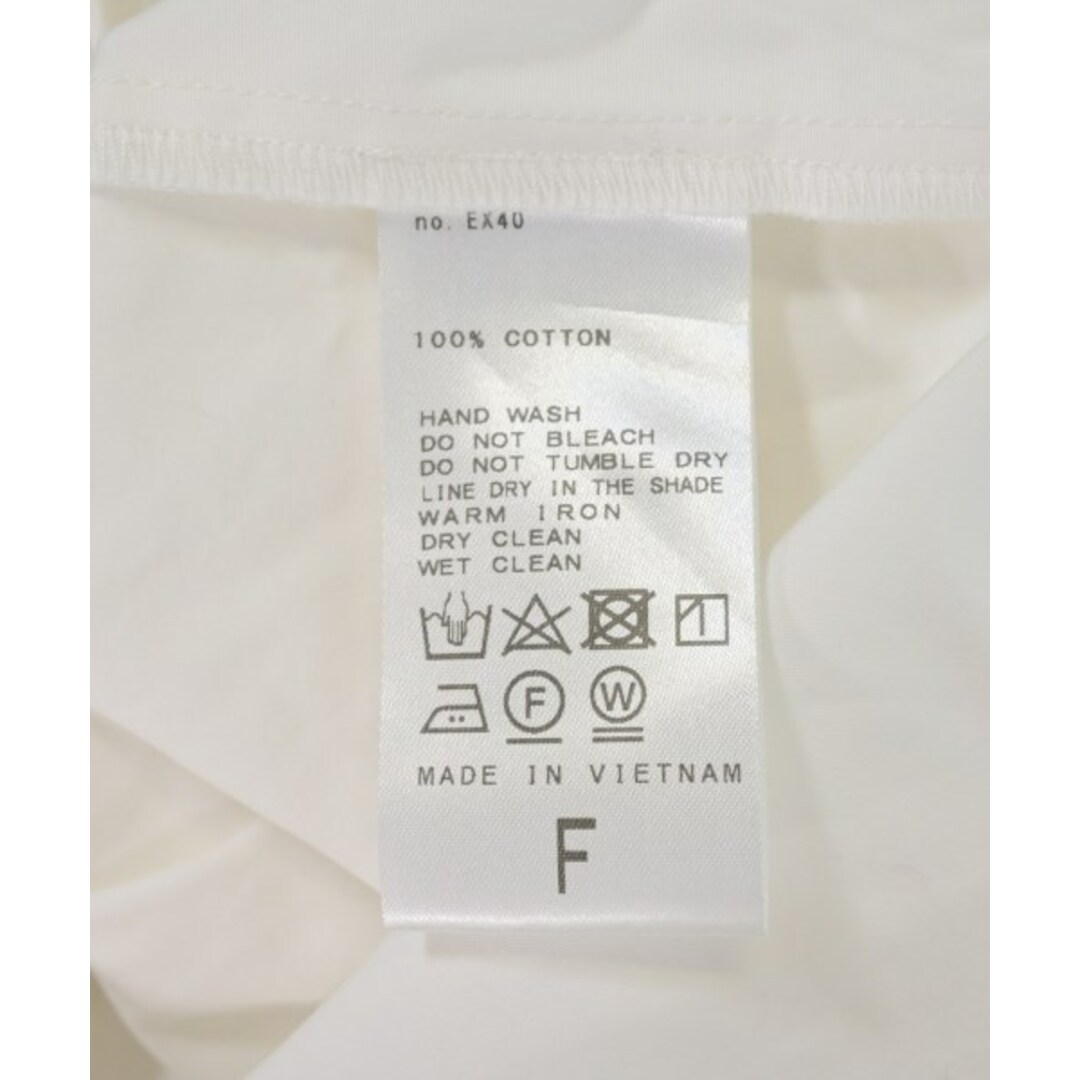 no. EX40
100% COTTON
HAND WASH
DO NOT BLEACH
DO NOT TUMBLE DRY
LINE DRY IN THE SHADE
WARM IRON
DRY CLEAN
WET CLEAN
F W
MADE IN VIETNAM
F